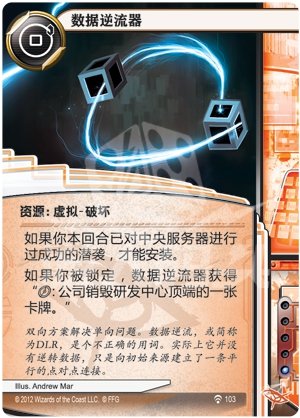 数据逆流器
资源: 虚拟-破坏
如果你本回合已对中央服务器进行
过成功的潜袭，才能安装。
如果你被锁定，数据逆流器获得
“: 公司销毁研发中心顶端的一张
卡牌。”
双向方案解决单向问题。数据逆流，或简称
为DLR，是个不正确的用词。实际上它并没
有逆转数据，只是向初始来源建立了一条平
行的点对点连接。
Illus. Andrew Mar
© 2012 Wizards of the Coast LLC. © FFG
103